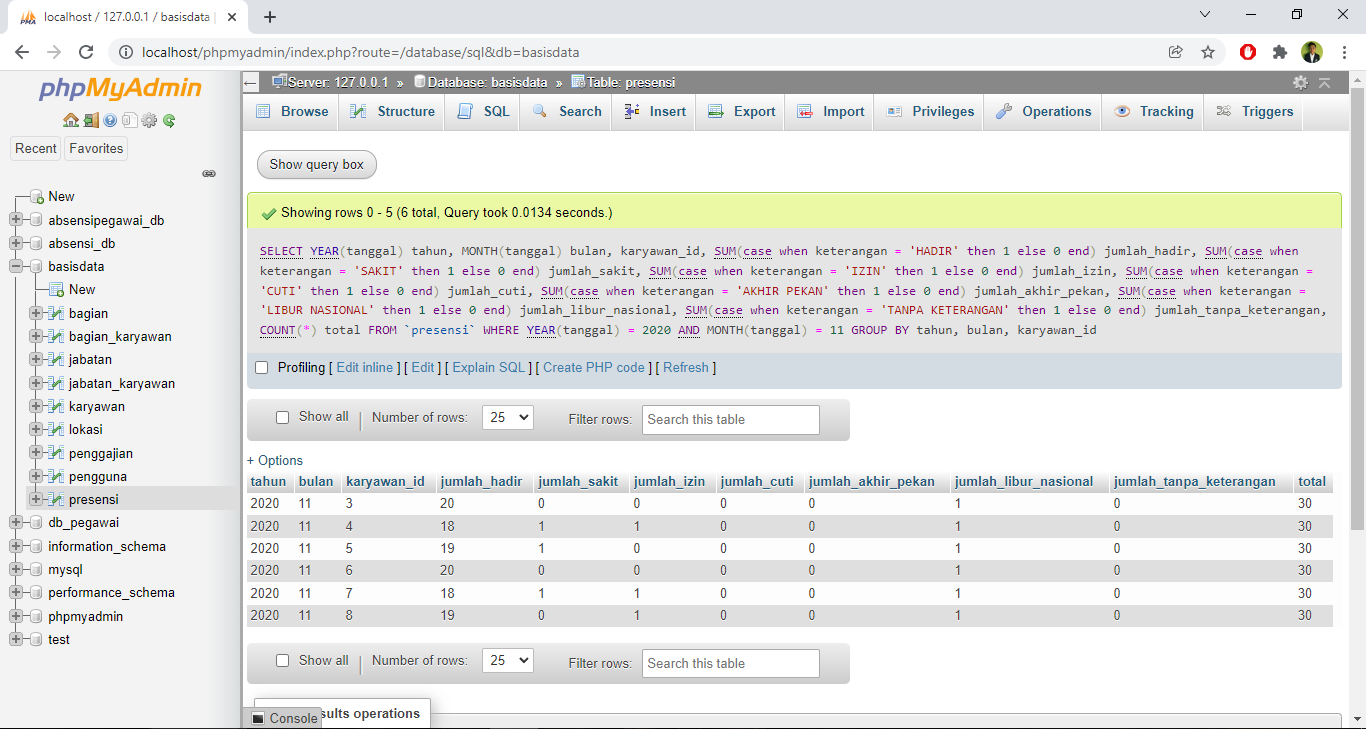 localhost / 127.0.0.1 / basisdata |
localhost/phpmyadmin/index.php?route=/database/sql&db=basisdata
phpMyAdmin
Recent
Favorites
New
absensipegawai_db
absensi_db
basisdata
New
bagian
bagian_karyawan
jabatan
jabatan_karyawan
karyawan
lokasi
penggajian
pengguna
presensi
db_pegawai
information_schema
mysql
performance_schema
phpmyadmin
test
Server: 127.0.0.1 » Database: basisdata » Table: presensi
Browse Structure SQL Search Insert Export Import Privileges Operations Tracking Triggers
Show query box
Showing rows 0 - 5 (6 total, Query took 0.0134 seconds.)
SELECT YEAR(tanggal) tahun, MONTH(tanggal) bulan, karyawan_id, SUM(case when keterangan = 'HADIR' then 1 else 0 end) jumlah_hadir, SUM(case when
keterangan = 'SAKIT' then 1 else 0 end) jumlah_sakit, SUM(case when keterangan = 'IZIN' then 1 else 0 end) jumlah_izin, SUM(case when keterangan =
'CUTI' then 1 else 0 end) jumlah_cuti, SUM(case when keterangan = 'AKHIR PEKAN' then 1 else 0 end) jumlah_akhir_pekan, SUM(case when keterangan =
'LIBUR NASIONAL' then 1 else 0 end) jumlah_libur_nasional, SUM(case when keterangan = 'TANPA KETERANGAN' then 1 else 0 end) jumlah_tanpa_keterangan,
COUNT(*) total FROM `presensi` WHERE YEAR(tanggal) = 2020 AND MONTH(tanggal) = 11 GROUP BY tahun, bulan, karyawan_id
Profiling [ Edit inline ] [ Edit ] [ Explain SQL ] [ Create PHP code ] [ Refresh ]
Show all | Number of rows: 25 Filter rows: Search this table
+ Options
tahun bulan karyawan_id jumlah_hadir jumlah_sakit jumlah_izin jumlah_cuti jumlah_akhir_pekan jumlah_libur_nasional jumlah_tanpa_keterangan total
2020 11 3 20 0 0 0 0 1 0 30
2020 11 4 18 1 1 0 0 1 0 30
2020 11 5 19 1 0 0 0 1 0 30
2020 11 6 20 0 0 0 0 1 0 30
2020 11 7 18 1 1 0 0 1 0 30
2020 11 8 19 0 1 0 0 1 0 30
Show all | Number of rows: 25 Filter rows: Search this table
operations
Console